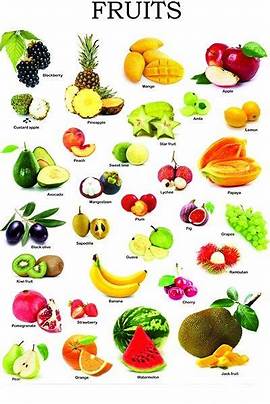 FRUITS
Blackberry
Pineapple
Mango
Apple
Custard apple
Peach
Sweet lime
Star fruit
Amla
Lemon
Avocado
Mangosteen
Lychee
Papaya
Black olive
Sapodilla
Plum
Fig
Grapes
Kiwi fruit
Guava
Rambutan
Banana
Cherry
Pomegranate
Strawberry
Pear
Orange
Watermelon
Jack fruit